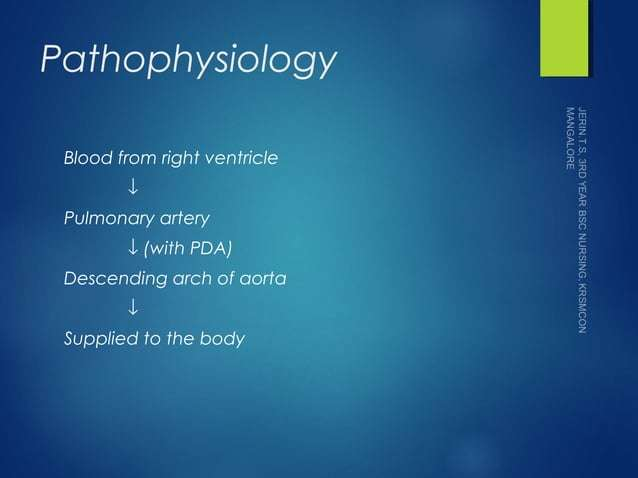 Pathophysiology
Blood from right ventricle
↓
Pulmonary artery
↓ (with PDA)
Descending arch of aorta
↓
Supplied to the body
JERIN T.S, 3RD YEAR BSC NURSING, KRSMCON
MANGALORE